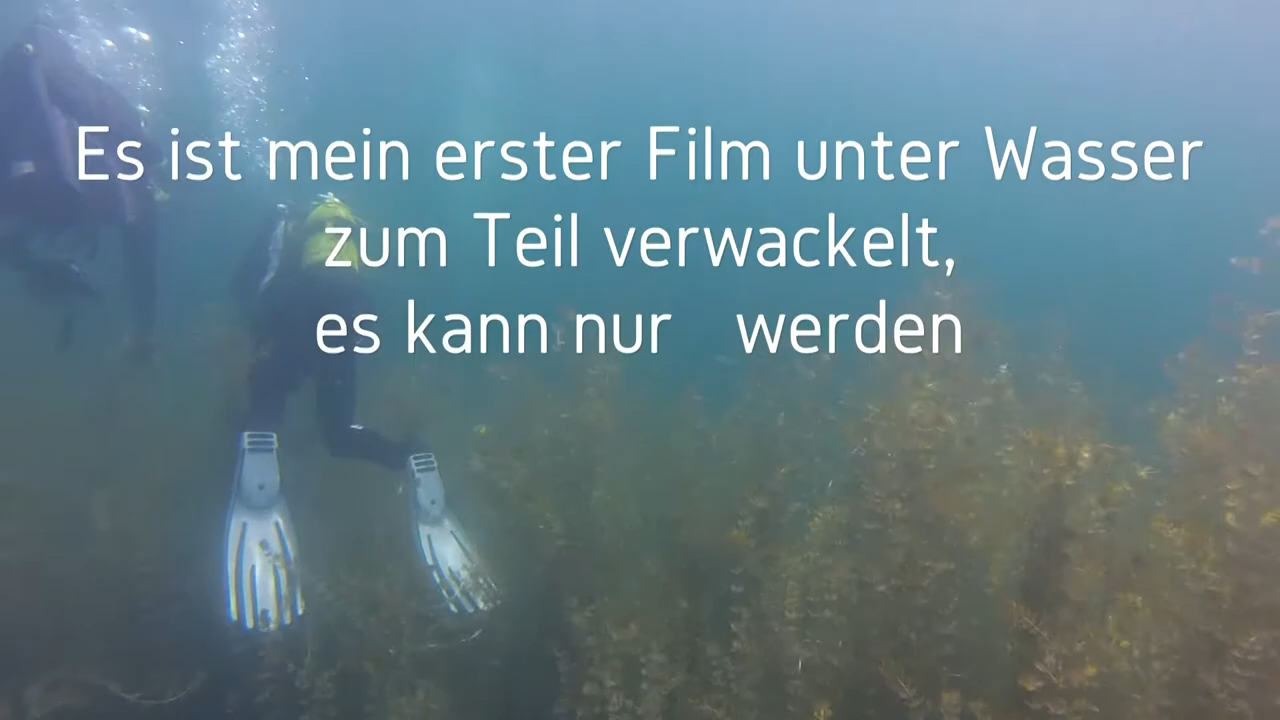 Es ist mein erster Film unter Wasser
zum Teil verwackelt,
es kann nur werden